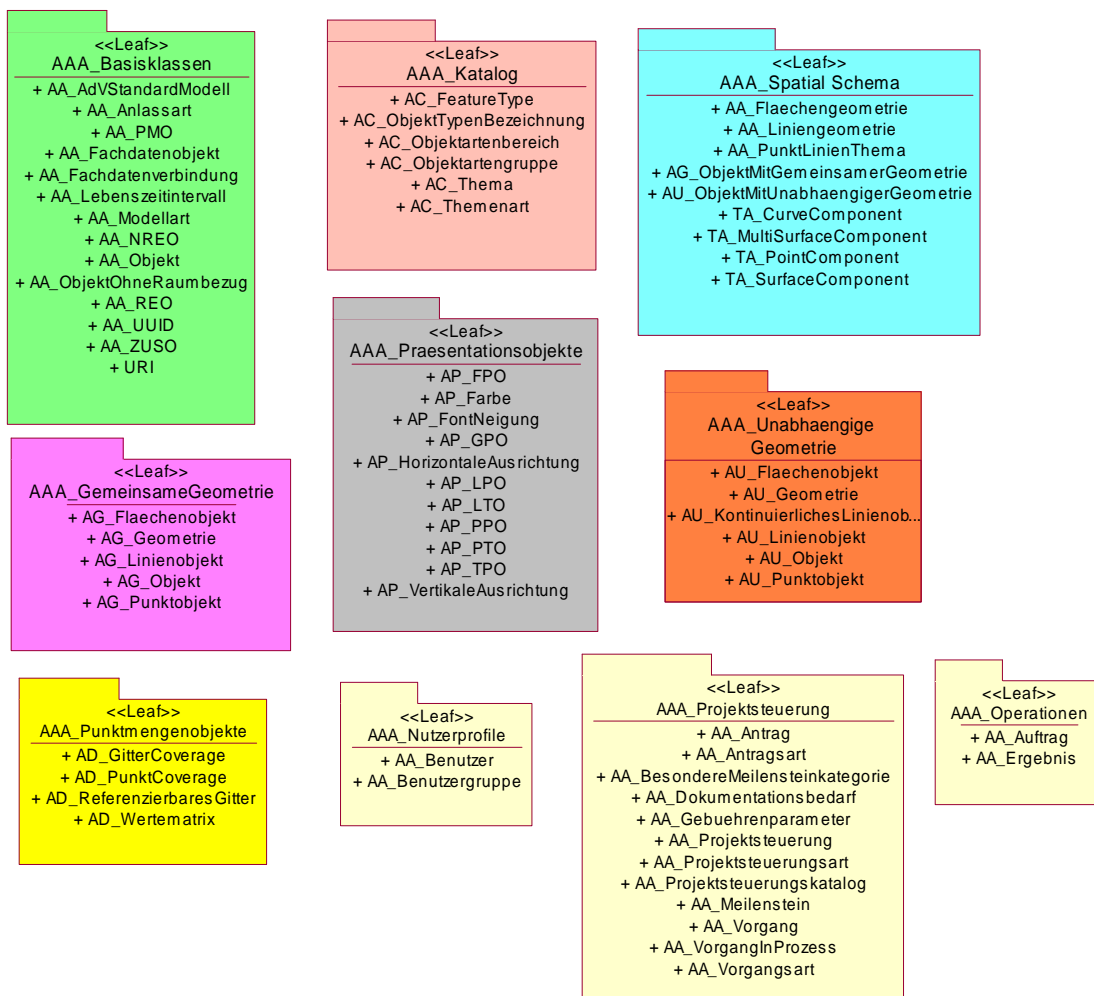 <<Leaf>>
AAA_Basisklassen
+ AA_AdVStandardModell
+ AA_Anlassart
+ AA_PMO
+ AA_Fachdatenobjekt
+ AA_Fachdatenverbindung
+ AA_Lebenszeitintervall
+ AA_Modellart
+ AA_NREO
+ AA_Objekt
+ AA_ObjektOhneRaumbezug
+ AA_REO
+ AA_UUID
+ AA_ZUSO
+ URI
<<Leaf>>
AAA_Katalog
+ AC_FeatureType
+ AC_ObjektTypenBezeichnung
+ AC_Objektartenbereich
+ AC_Objektartengruppe
+ AC_Thema
+ AC_Themenart
<<Leaf>>
AAA_Spatial Schema
+ AA_Flaechengeometrie
+ AA_Liniengeometrie
+ AA_PunktLinienThema
+ AG_ObjektMitGemeinsamerGeometrie
+ AU_ObjektMitUnabhaengigerGeometrie
+ TA_CurveComponent
+ TA_MultiSurfaceComponent
+ TA_PointComponent
+ TA_SurfaceComponent
<<Leaf>>
AAA_Praesentationsobjekte
+ AP_FPO
+ AP_Farbe
+ AP_FontNeigung
+ AP_GPO
+ AP_HorizontaleAusrichtung
+ AP_LPO
+ AP_LTO
+ AP_PPO
+ AP_PTO
+ AP_TPO
+ AP_VertikaleAusrichtung
<<Leaf>>
AAA_Unabhaengige
Geometrie
+ AU_Flaechenobjekt
+ AU_Geometrie
+ AU_KontinuierlichesLinienob...
+ AU_Linienobjekt
+ AU_Objekt
+ AU_Punktobjekt
<<Leaf>>
AAA_GemeinsameGeometrie
+ AG_Flaechenobjekt
+ AG_Geometrie
+ AG_Linienobjekt
+ AG_Objekt
+ AG_Punktobjekt
<<Leaf>>
AAA_Punktmengenobjekte
+ AD_GitterCoverage
+ AD_PunktCoverage
+ AD_ReferenzierbaresGitter
+ AD_Wertematrix
<<Leaf>>
AAA_Nutzerprofile
+ AA_Benutzer
+ AA_Benutzergruppe
<<Leaf>>
AAA_Projektsteuerung
+ AA_Antrag
+ AA_Antragsart
+ AA_BesondereMeilensteinkategorie
+ AA_Dokumentationsbedarf
+ AA_Gebuehrenparameter
+ AA_Projektsteuerung
+ AA_Projektsteuerungsart
+ AA_Projektsteuerungskatalog
+ AA_Meilenstein
+ AA_Vorgang
+ AA_VorgangInProzess
+ AA_Vorgangsart
<<Leaf>>
AAA_Operationen
+ AA_Auftrag
+ AA_Ergebnis